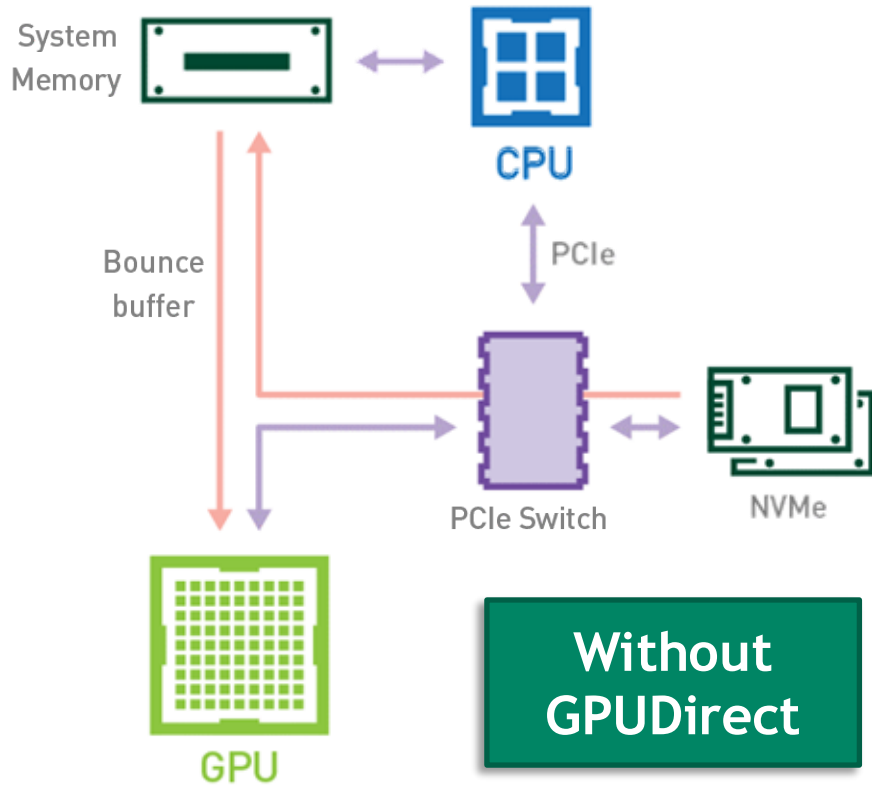 System
Memory
CPU
PCIe
Bounce
buffer
PCIe Switch
NVMe
GPU
Without
GPUDirect